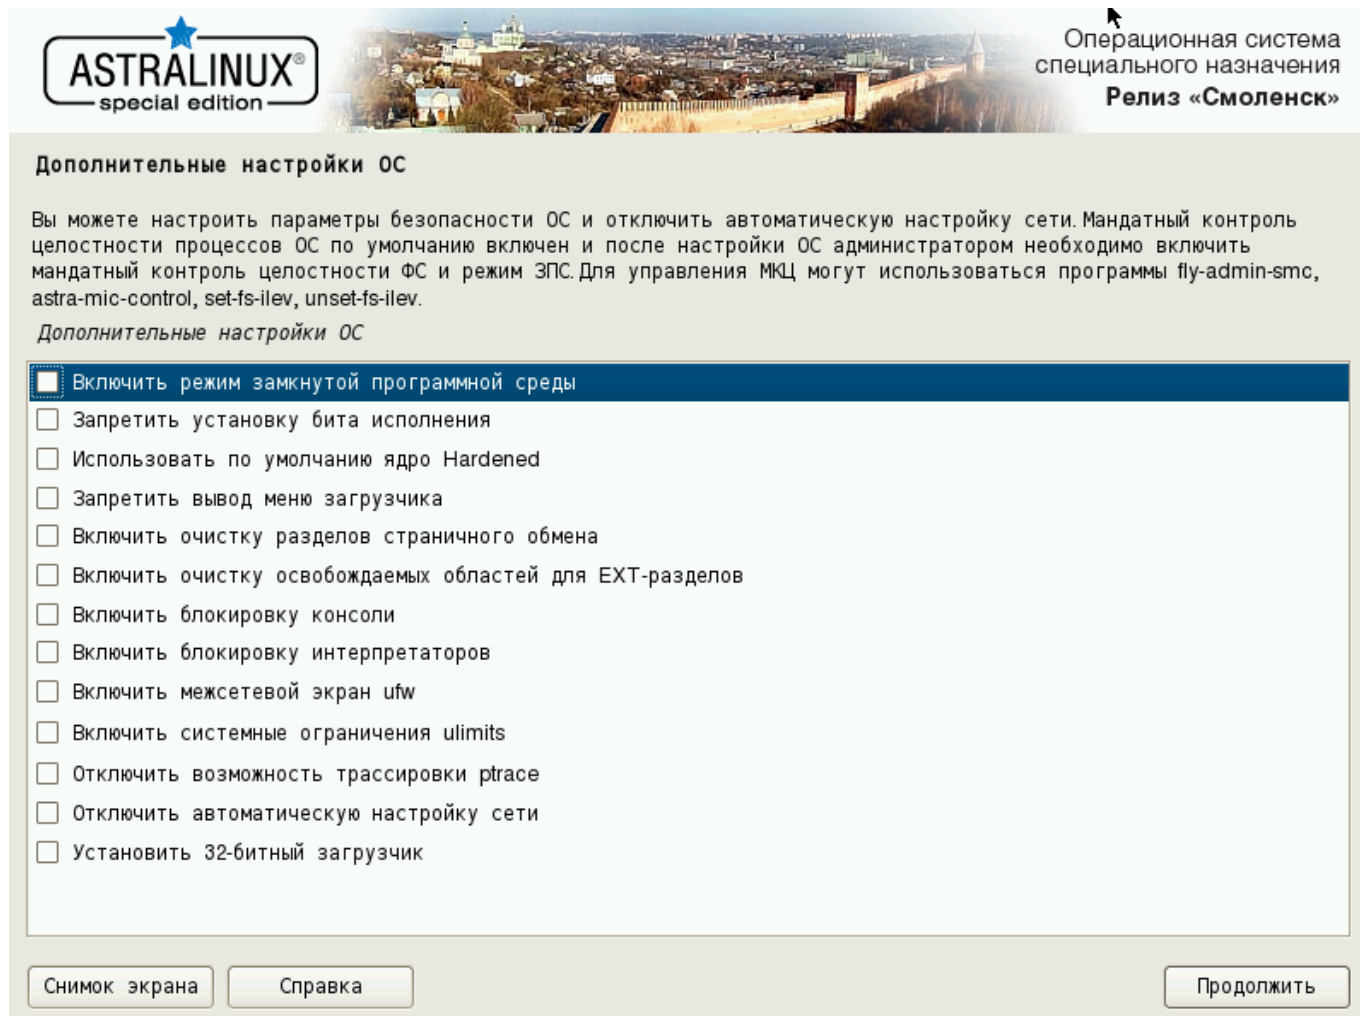 ASTRALINUX®
special edition
Операционная система
специального назначения
Релиз «Смоленск»
Дополнительные настройки ОС
Вы можете настроить параметры безопасности ОС и отключить автоматическую настройку сети. Мандатный контроль
целостности процессов ОС по умолчанию включен и после настройки ОС администратором необходимо включить
мандатный контроль целостности ФС и режим ЗПС. Для управления МКЦ могут использоваться программы fly-admin-smc,
astra-mic-control, set-fs-ilev, unset-fs-ilev.
Дополнительные настройки ОС
Включить режим замкнутой программной среды
Запретить установку бита исполнения
Использовать по умолчанию ядро Hardened
Запретить вывод меню загрузчика
Включить очистку разделов страничного обмена
Включить очистку освобождаемых областей для EXT-разделов
Включить блокировку консоли
Включить блокировку интерпретаторов
Включить межсетевой экран ufw
Включить системные ограничения ulimits
Отключить возможность трассировки ptrace
Отключить автоматическую настройку сети
Установить 32-битный загрузчик
Снимок экрана
Справка
Продолжить